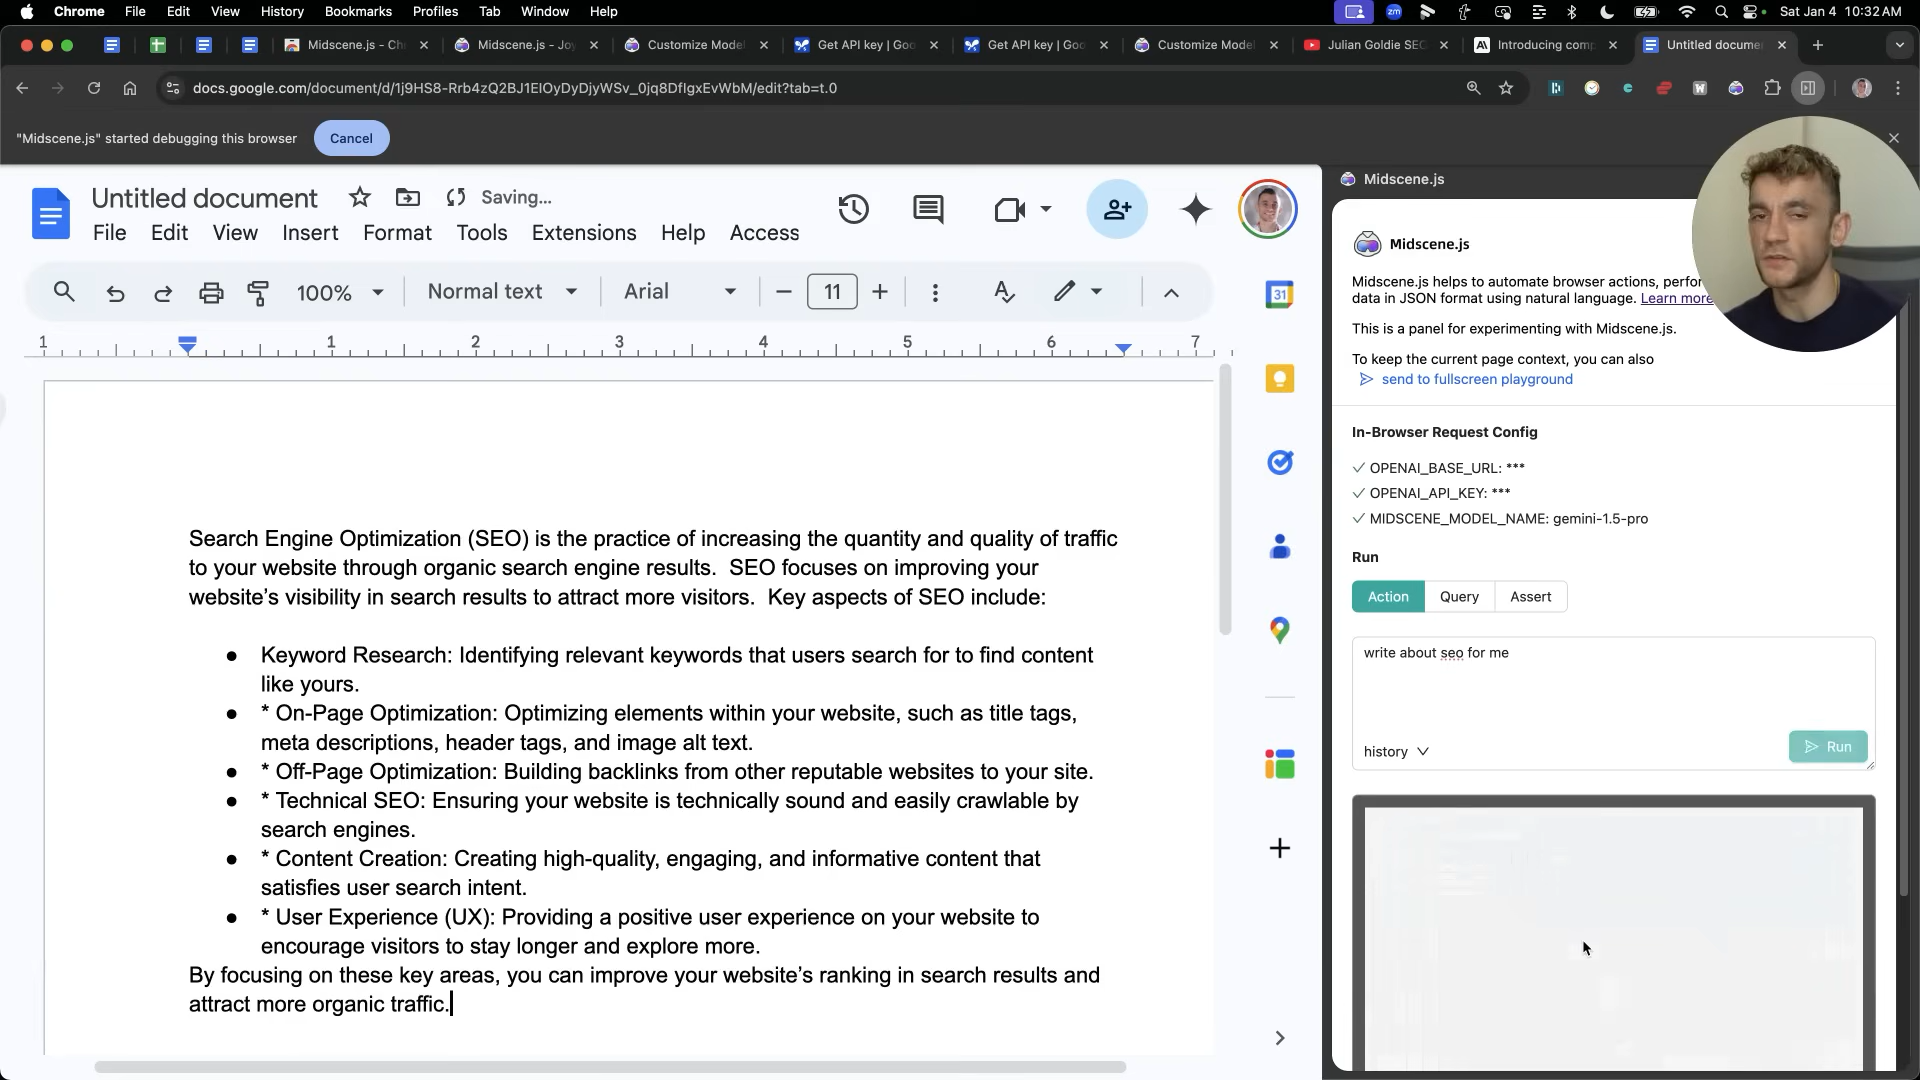 Chrome File Edit View History Bookmarks Profiles Tab Window Help
zm
Sat Jan 4 10:32 AM
Midscene.js - Ch
Midscene.js - Joy
Customize Model
Get API key | Goo
Get API key | Goo
Customize Model
Julian Goldie SEO
Introducing comp
Untitled docume
docs.google.com/document/d/1j9HS8-Rrb4zQ2BJ1ElOyDyDjyWSv_0jq8DflgxEvWbM/edit?tab=t.0
"Midscene.js" started debugging this browser
Cancel
Untitled document
Saving...
File Edit View Insert Format Tools Extensions Help Access
100%
Normal text
Arial
11
1 1 2 3 4 5 6 7
31
Search Engine Optimization (SEO) is the practice of increasing the quantity and quality of traffic
to your website through organic search engine results.  SEO focuses on improving your
website's visibility in search results to attract more visitors.  Key aspects of SEO include:
● Keyword Research: Identifying relevant keywords that users search for to find content
like yours.
● * On-Page Optimization: Optimizing elements within your website, such as title tags,
meta descriptions, header tags, and image alt text.
● * Off-Page Optimization: Building backlinks from other reputable websites to your site.
● * Technical SEO: Ensuring your website is technically sound and easily crawlable by
search engines.
● * Content Creation: Creating high-quality, engaging, and informative content that
satisfies user search intent.
● * User Experience (UX): Providing a positive user experience on your website to
encourage visitors to stay longer and explore more.
By focusing on these key areas, you can improve your website's ranking in search results and
attract more organic traffic.
Midscene.js
Midscene.js
Midscene.js helps to automate browser actions, perfor
data in JSON format using natural language. Learn more
This is a panel for experimenting with Midscene.js.
To keep the current page context, you can also
send to fullscreen playground
In-Browser Request Config
OPENAI_BASE_URL: ***
OPENAI_API_KEY: ***
MIDSCENE_MODEL_NAME: gemini-1.5-pro
Run
Action Query Assert
write about seo for me
history
Run